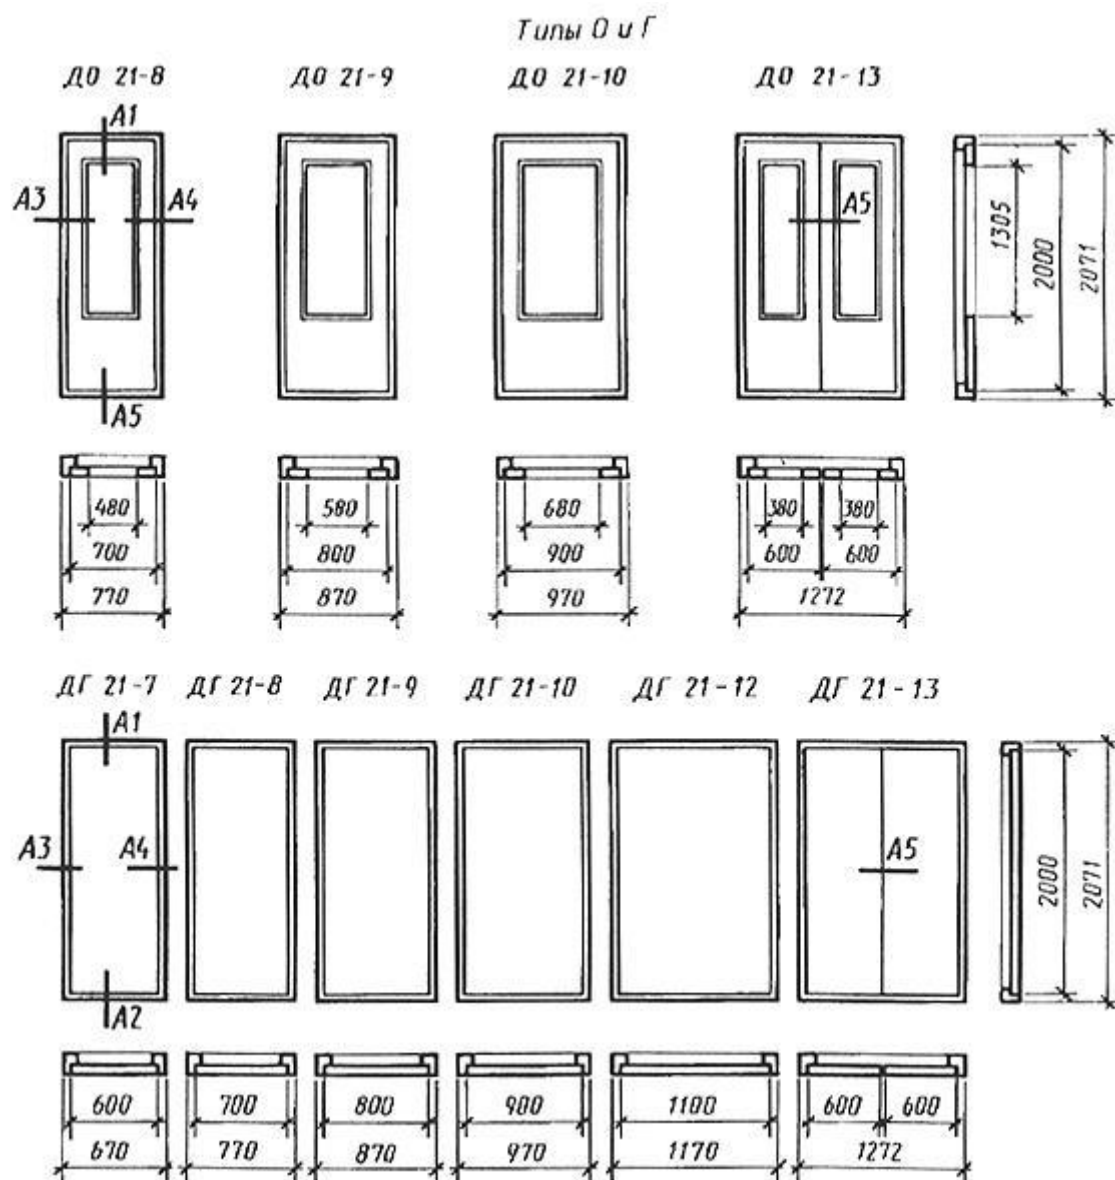 Типы О и Г
ДО 21-8 ДО 21-9 ДО 21-10 ДО 21-13
А1
А3 А4 А5
А5
1305 2000 2071
480 580 680 380 380
700 800 900 600 600
770 870 970 1272
ДГ 21-7 ДГ 21-8 ДГ 21-9 ДГ 21-10 ДГ 21-12 ДГ 21-13
А1
А3 А4 А5
А2
2000 2071
600 700 800 900 1100 600 600
670 770 870 970 1170 1272